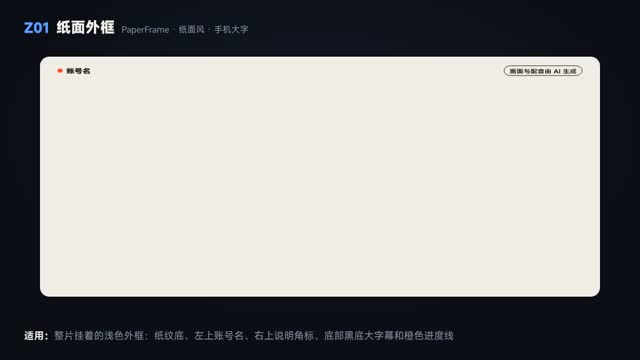 Z01 纸面外框 PaperFrame · 纸面风 · 手机大字
账号名
画面与配音由 AI 生成
适用：整片挂着的浅色外框：纸纹底、左上账号名、右上说明角标、底部黑底大字幕和橙色进度线